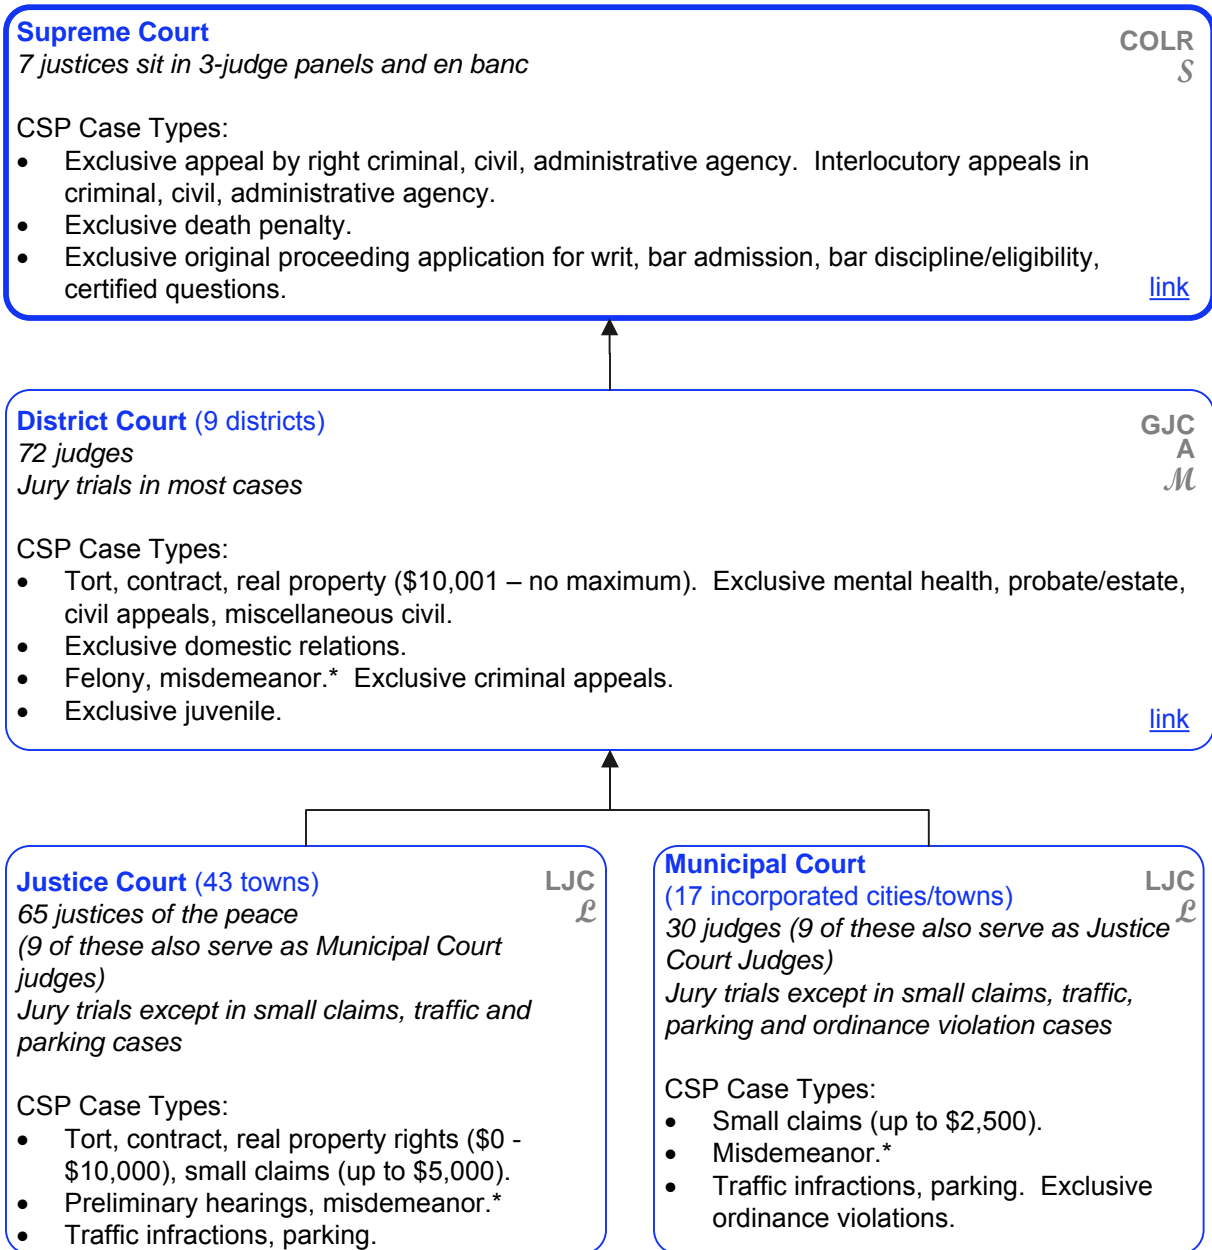 Supreme Court
COLR
7 justices sit in 3-judge panels and en banc
S
CSP Case Types:
• Exclusive appeal by right criminal, civil, administrative agency.  Interlocutory appeals in
criminal, civil, administrative agency.
• Exclusive death penalty.
• Exclusive original proceeding application for writ, bar admission, bar discipline/eligibility,
certified questions.
link
District Court (9 districts)
GJC
72 judges
A
Jury trials in most cases
M
CSP Case Types:
• Tort, contract, real property ($10,001 – no maximum).  Exclusive mental health, probate/estate,
civil appeals, miscellaneous civil.
• Exclusive domestic relations.
• Felony, misdemeanor.*  Exclusive criminal appeals.
• Exclusive juvenile.
link
Justice Court (43 towns)
LJC
65 justices of the peace
L
(9 of these also serve as Municipal Court
judges)
Jury trials except in small claims, traffic and
parking cases
CSP Case Types:
• Tort, contract, real property rights ($0 -
$10,000), small claims (up to $5,000).
• Preliminary hearings, misdemeanor.*
• Traffic infractions, parking.
Municipal Court
LJC
(17 incorporated cities/towns)
L
30 judges (9 of these also serve as Justice
Court Judges)
Jury trials except in small claims, traffic,
parking and ordinance violation cases
CSP Case Types:
• Small claims (up to $2,500).
• Misdemeanor.*
• Traffic infractions, parking.  Exclusive
ordinance violations.